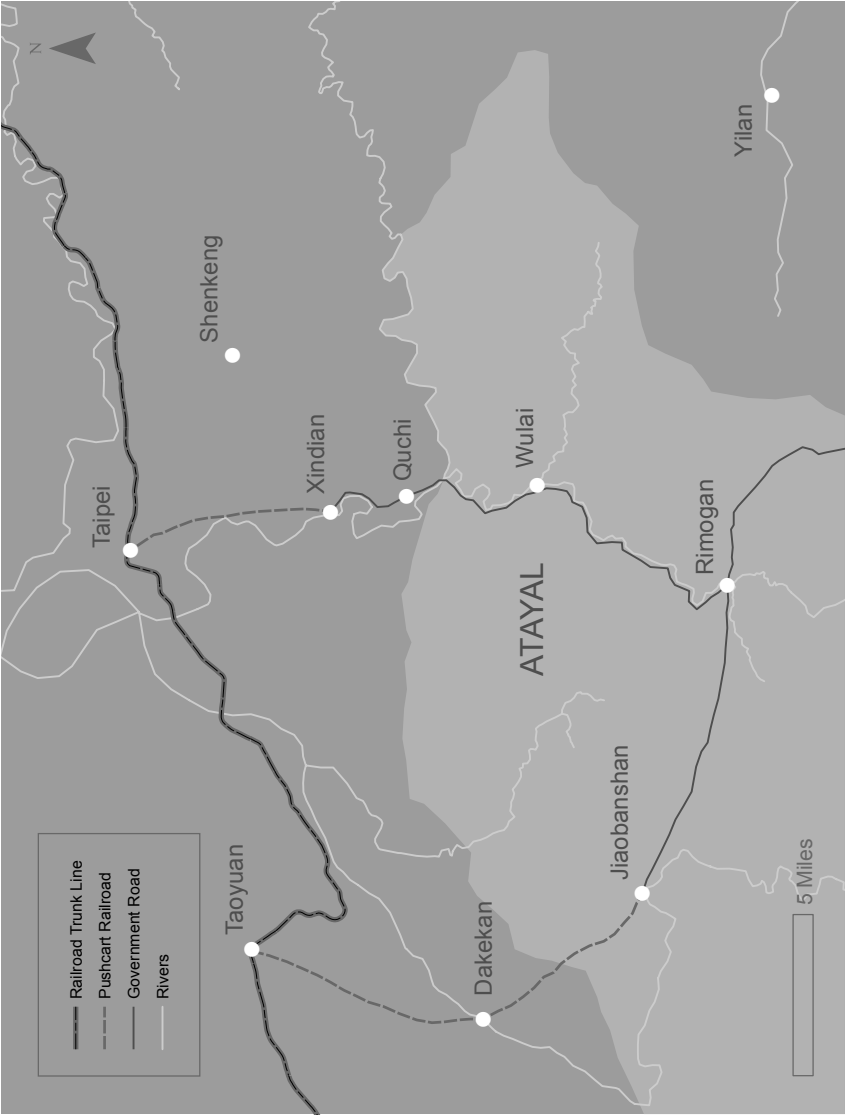 Railroad Trunk Line
Pushcart Railroad
Government Road
Rivers
N
Taoyuan
Taipei
Shenkeng
Xindian
Quchi
Dakekan
Wulai
ATAYAL
Jiaobanshan
Rimogan
Yilan
5 Miles